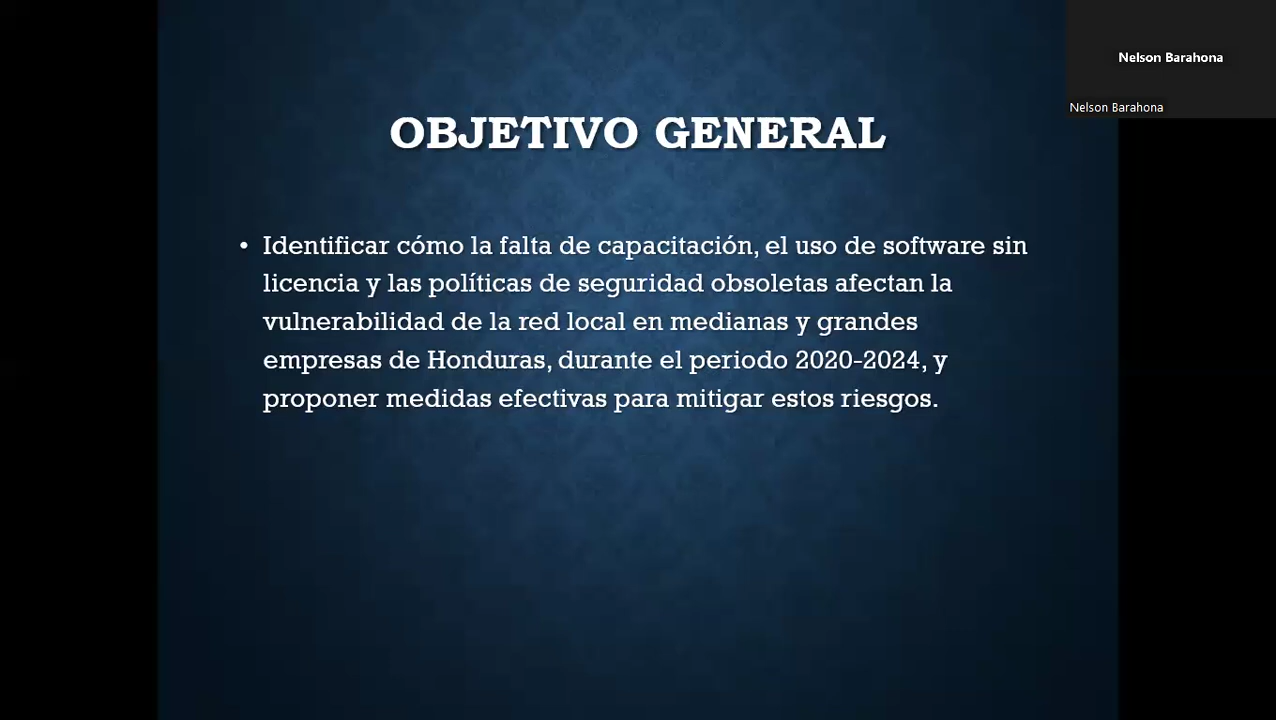 Nelson Barahona
Nelson Barahona
OBJETIVO GENERAL
• Identificar cómo la falta de capacitación, el uso de software sin
licencia y las políticas de seguridad obsoletas afectan la
vulnerabilidad de la red local en medianas y grandes
empresas de Honduras, durante el periodo 2020-2024, y
proponer medidas efectivas para mitigar estos riesgos.